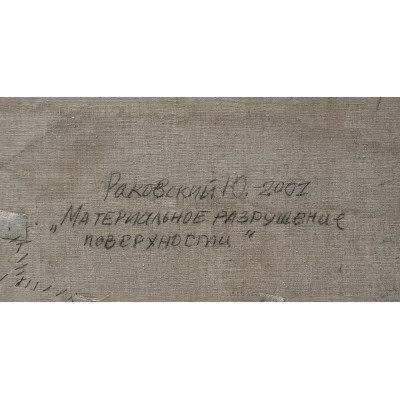 Раковский Ю. 2001
„Материальное разрушение
поверхности"